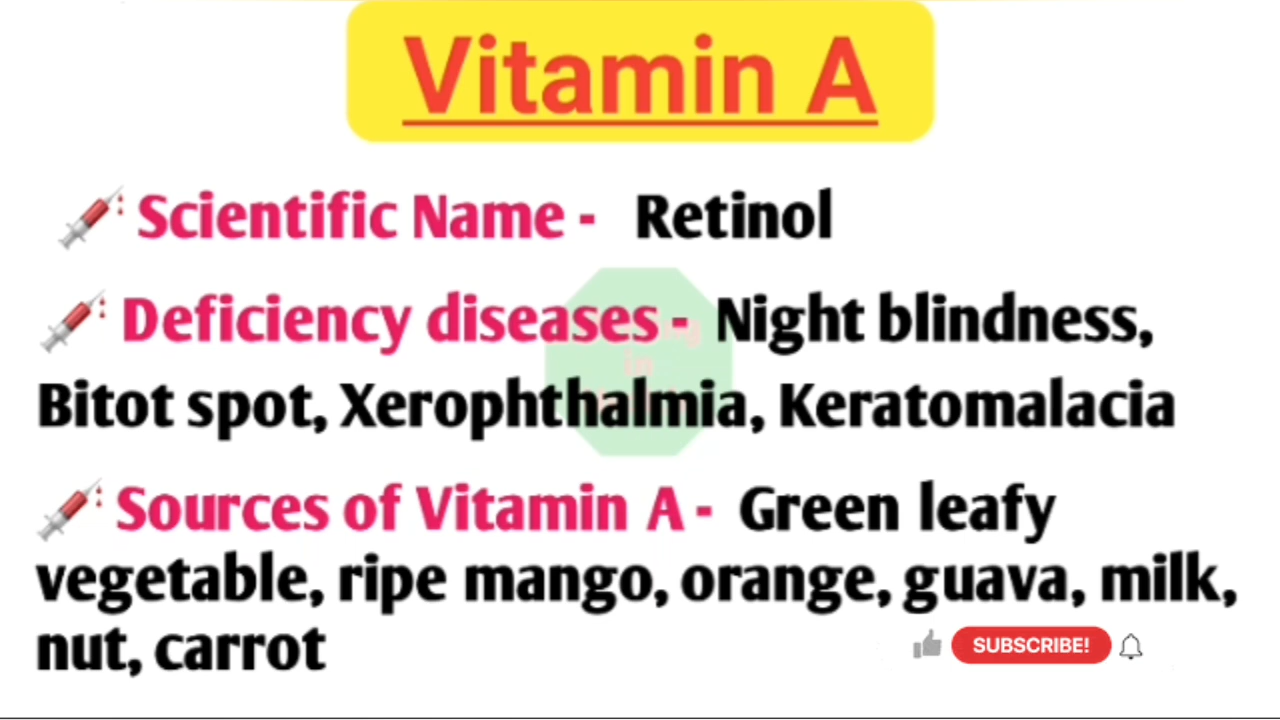 Vitamin A
Scientific Name - Retinol
Deficiency diseases - Night blindness,
Bitot spot, Xerophthalmia, Keratomalacia
Sources of Vitamin A - Green leafy
vegetable, ripe mango, orange, guava, milk,
nut, carrot
SUBSCRIBE!